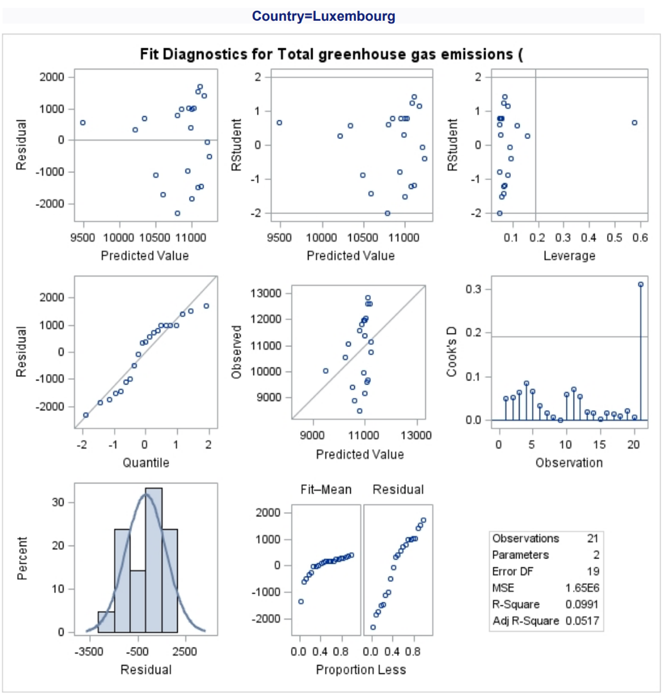 Country=Luxembourg
Fit Diagnostics for Total greenhouse gas emissions (
2000
1000
0
-1000
-2000
Residual
9500 10000 10500 11000
Predicted Value
2
1
0
-1
-2
RStudent
9500 10000 10500 11000
Predicted Value
2
1
0
-1
-2
RStudent
0.1 0.2 0.3 0.4 0.5 0.6
Leverage
2000
1000
0
-1000
-2000
Residual
-2 -1 0 1 2
Quantile
13000
12000
11000
10000
9000
Observed
9000 11000 13000
Predicted Value
0.3
0.2
0.1
0.0
Cook's D
0 5 10 15 20
Observation
30
20
10
0
Percent
-3500 -500 2500
Residual
Fit–Mean Residual
2000
1000
0
-1000
-2000
0.0 0.4 0.8 0.0 0.4 0.8
Proportion Less
Observations 21
Parameters 2
Error DF 19
MSE 1.65E6
R-Square 0.0991
Adj R-Square 0.0517